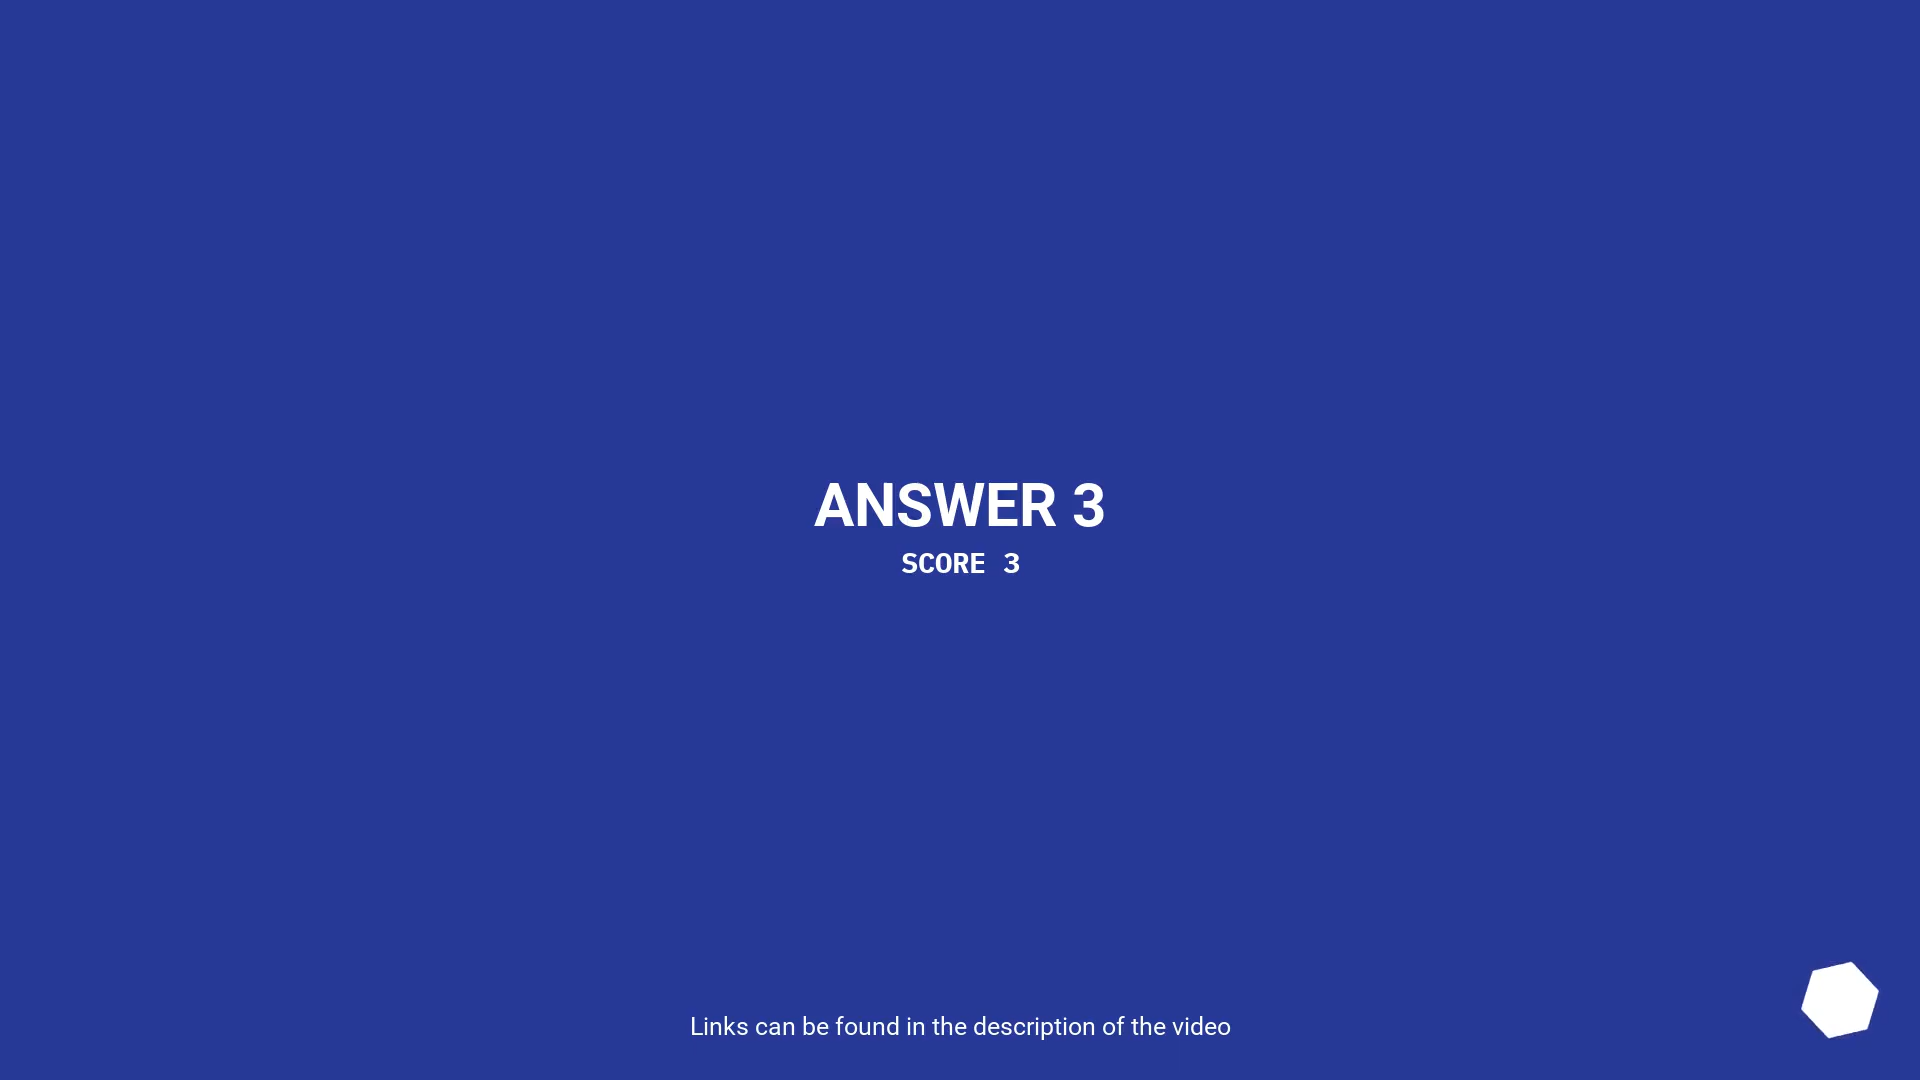 ANSWER 3
SCORE 3
Links can be found in the description of the video